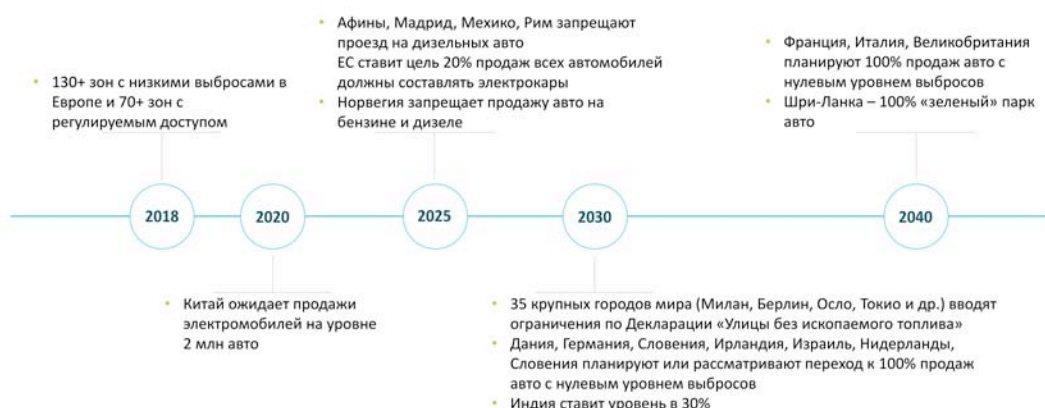 • 130+ зон с низкими выбросами в
Европе и 70+ зон с
регулируемым доступом
• Афины, Мадрид, Мехико, Рим запрещают
проезд на дизельных авто
ЕС ставит цель 20% продаж всех автомобилей
должны составлять электрокары
• Норвегия запрещает продажу авто на
бензине и дизеле
• Франция, Италия, Великобритания
планируют 100% продаж авто с
нулевым уровнем выбросов
• Шри-Ланка – 100% «зеленый» парк
авто
2018
2020
2025
2030
2040
• Китай ожидает продажи
электромобилей на уровне
2 млн авто
• 35 крупных городов мира (Милан, Берлин, Осло, Токио и др.) вводят
ограничения по Декларации «Улицы без ископаемого топлива»
• Дания, Германия, Словения, Ирландия, Израиль, Нидерланды,
Словения планируют или рассматривают переход к 100% продаж
авто с нулевым уровнем выбросов
• Индия ставит уровень в 30%